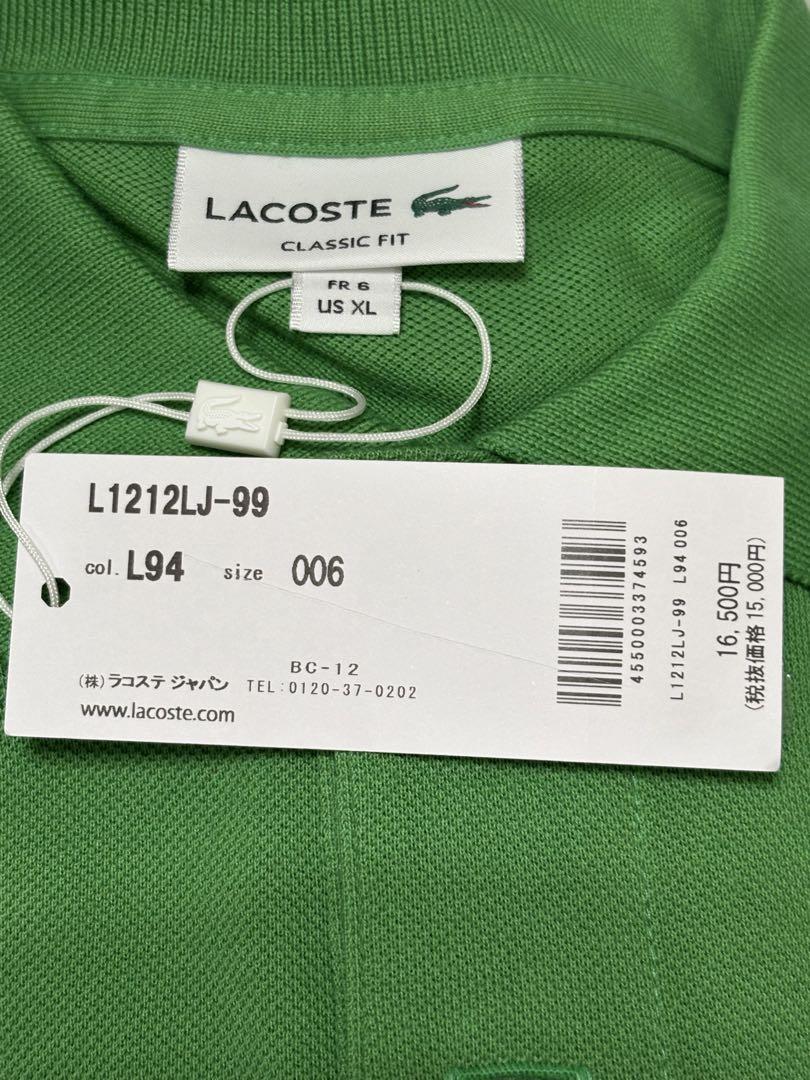 LACOSTE
CLASSIC FIT
FR 6
US XL
L1212LJ-99
col. L94 size 006
BC-12
(株)ラコステ ジャパン TEL:0120-37-0202
www.lacoste.com
4550003374593
L1212LJ-99 L94 006
16,500円
(税抜価格 15,000円)